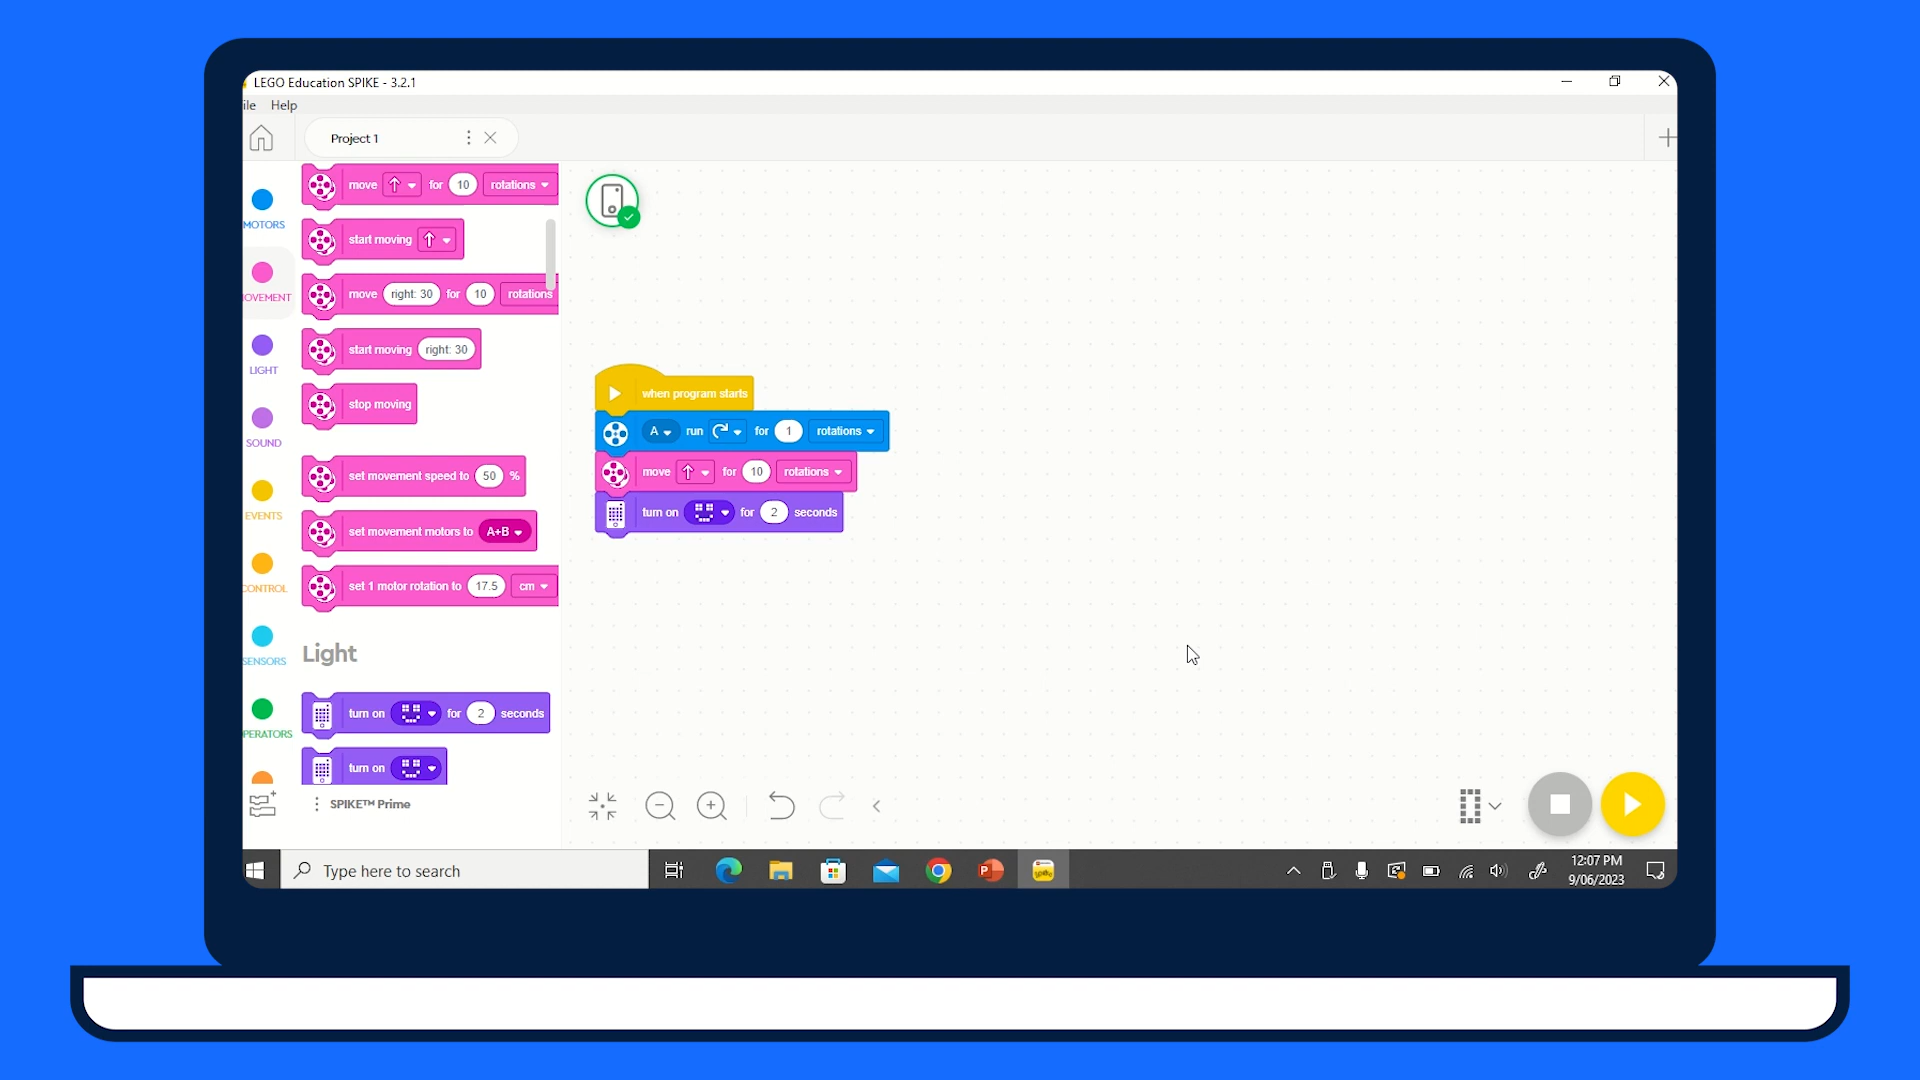 LEGO Education SPIKE - 3.2.1
ile Help
Project 1
MOTORS
OVEMENT
LIGHT
SOUND
EVENTS
CONTROL
SENSORS
PERATORS
move for 10 rotations
start moving
move right: 30 for 10 rotations
start moving right: 30
stop moving
set movement speed to 50 %
set movement motors to A+B
set 1 motor rotation to 17.5 cm
Light
turn on for 2 seconds
turn on
SPIKE™ Prime
when program starts
A run for 1 rotations
move for 10 rotations
turn on for 2 seconds
Type here to search
12:07 PM
9/06/2023